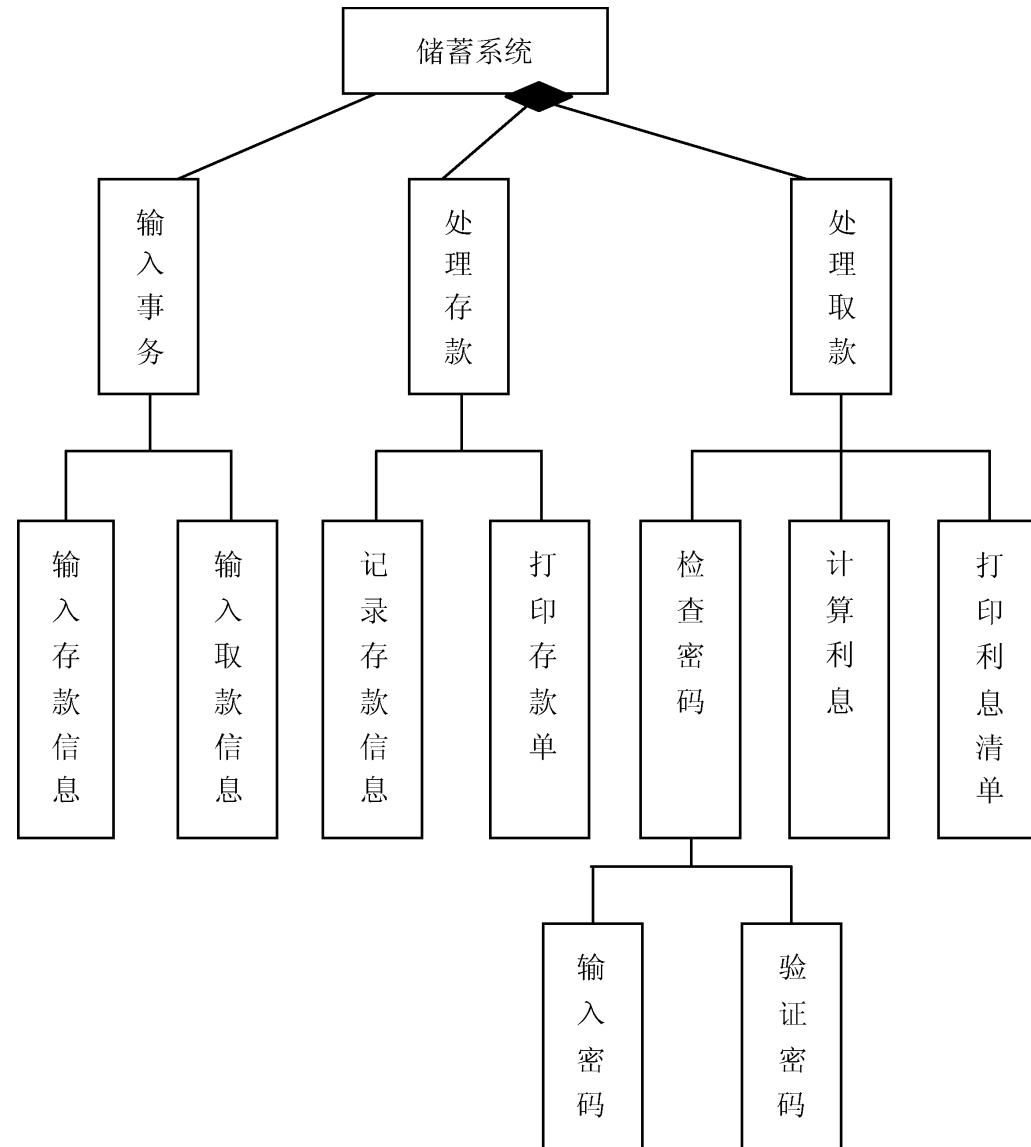 储蓄系统
输入事务
处理存款
处理取款
输入存款信息
输入取款信息
记录存款信息
打印存款单
检查密码
计算利息
打印利息清单
输入密码
验证密码